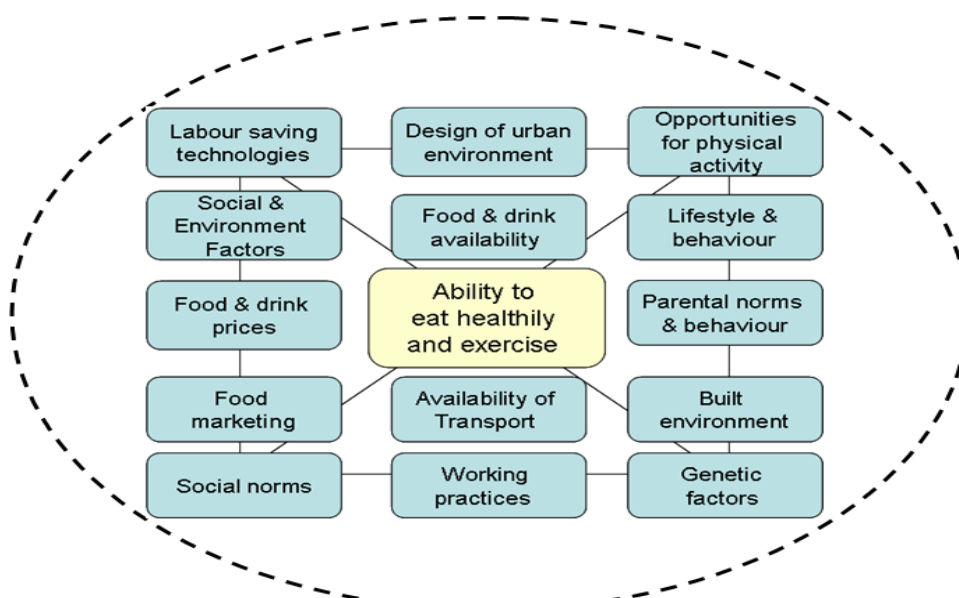 Labour saving
technologies
Design of urban
environment
Opportunities
for physical
activity
Social &
Environment
Factors
Food & drink
availability
Lifestyle &
behaviour
Food & drink
prices
Ability to
eat healthily
and exercise
Parental norms
& behaviour
Food
marketing
Availability of
Transport
Built
environment
Social norms
Working
practices
Genetic
factors